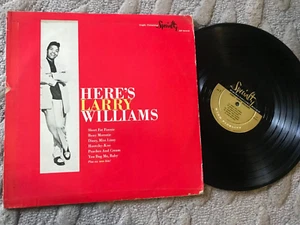 Specialty
HERE'S
LARRY
WILLIAMS
Short Fat Fannie
Bony Moronie
Dizzy, Miss Lizzy
Hootchy-Koo
Peaches And Cream
You Bug Me, Baby
Specialty